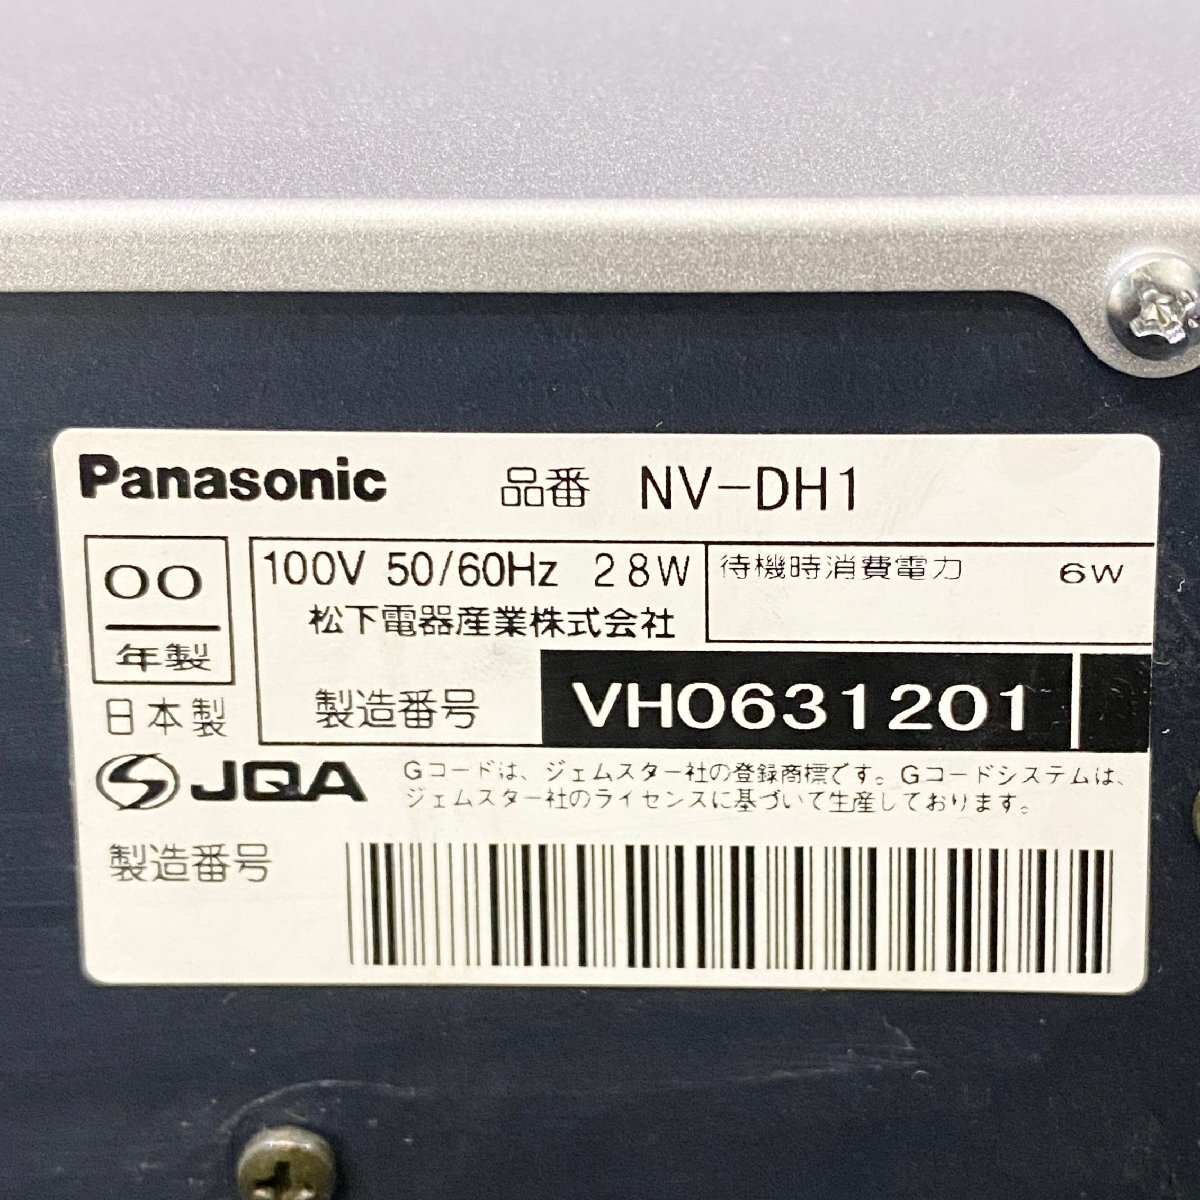 Panasonic 品番 NV-DH1
00
年製
日本製
100V 50/60Hz 28W
松下電器産業株式会社
待機時消費電力 6W
製造番号 VH0631201
JQA
Gコードは、ジェムスター社の登録商標です。Gコードシステムは、
ジェムスター社のライセンスに基づいて生産しております。
製造番号